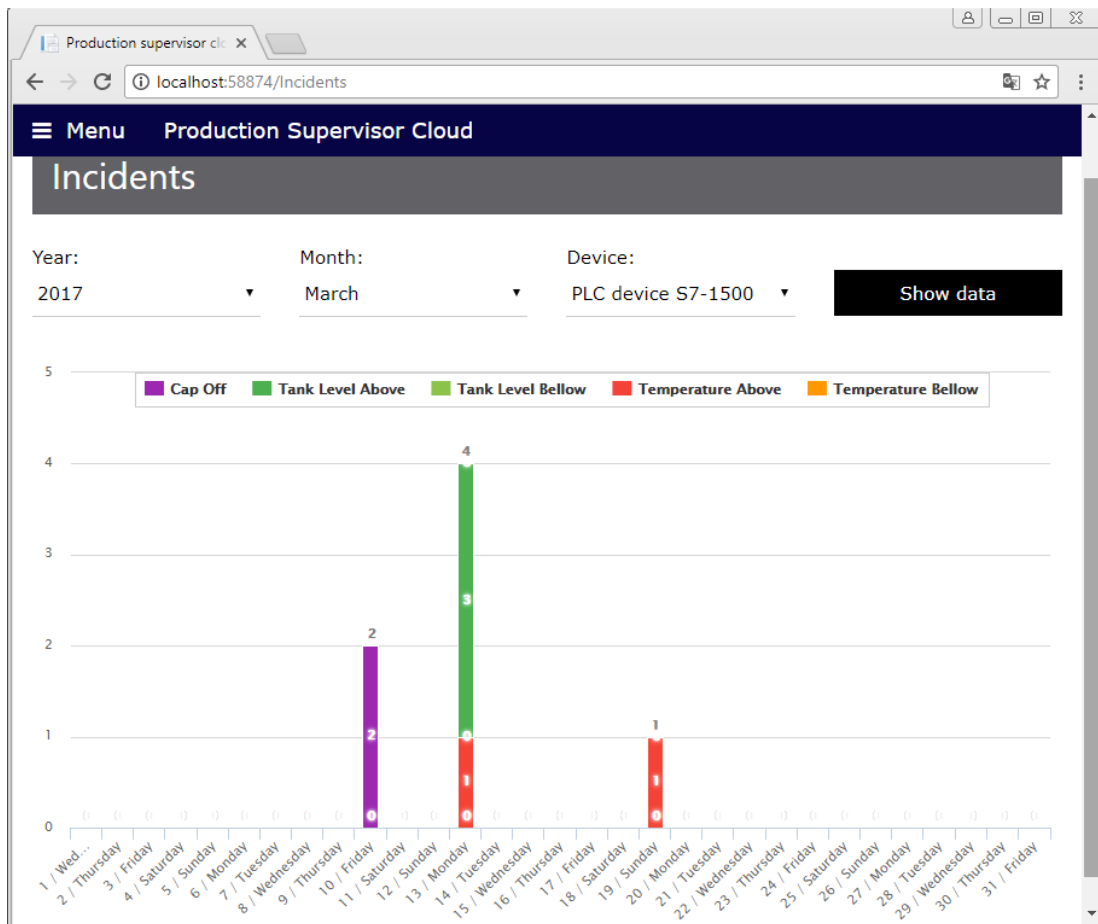 Production supervisor clo
localhost:58874/Incidents
Menu Production Supervisor Cloud
Incidents
Year: Month: Device:
2017 March PLC device S7-1500 Show data
Cap Off Tank Level Above Tank Level Bellow Temperature Above Temperature Bellow
5
4
3
2
1
0
2
2
0
4
3
0
1
0
1
1
0
1 / Wed...
2 / Thursday
3 / Friday
4 / Saturday
5 / Sunday
6 / Monday
7 / Tuesday
8 / Wednesday
9 / Thursday
10 / Friday
11 / Saturday
12 / Sunday
13 / Monday
14 / Tuesday
15 / Wednesday
16 / Thursday
17 / Friday
18 / Saturday
19 / Sunday
20 / Monday
21 / Tuesday
22 / Wednesday
23 / Thursday
24 / Friday
25 / Saturday
26 / Sunday
27 / Monday
28 / Tuesday
29 / Wednesday
30 / Thursday
31 / Friday